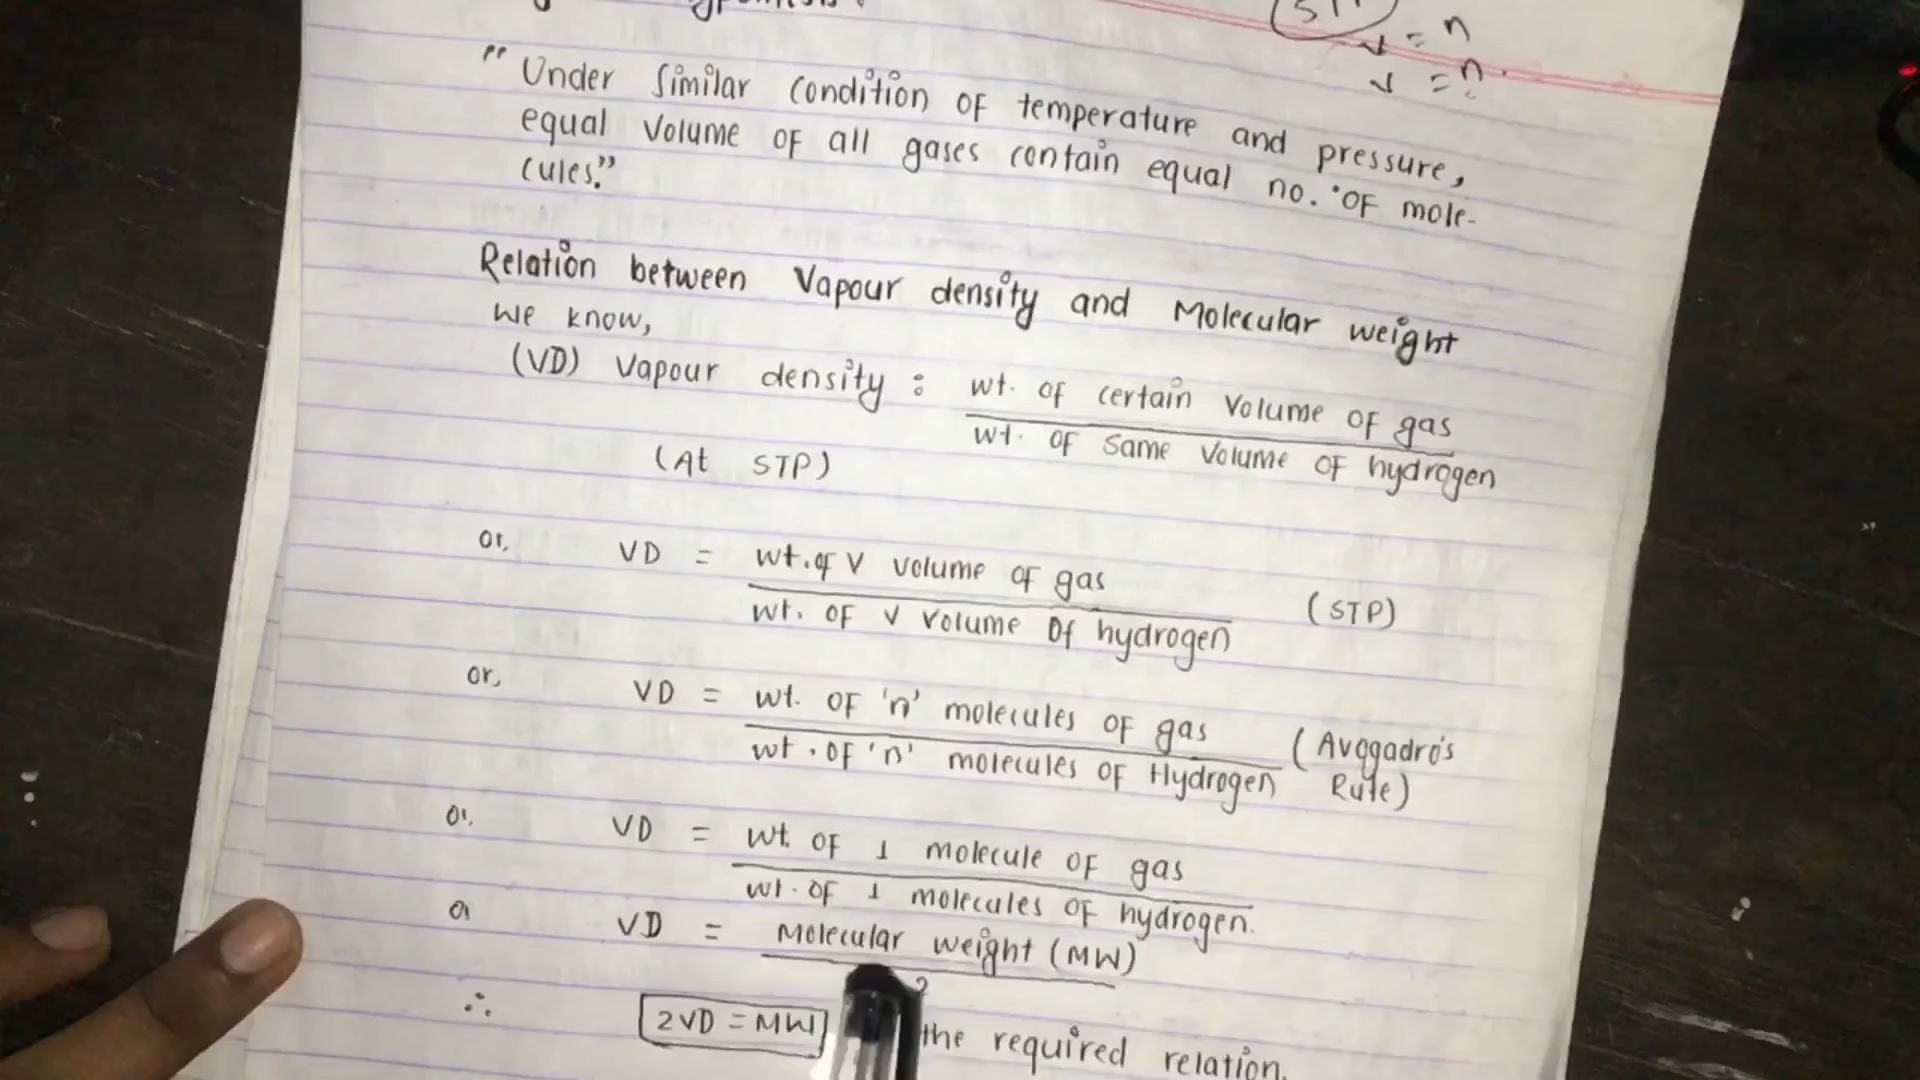 " Under Similar condition of temperature and pressure,
equal volume of all gases contain equal no. of mole-
cules."
STP
v = n
v = n
Relation between Vapour density and Molecular weight
we know,
(VD) Vapour density : wt. of certain volume of gas
wt. of same volume of hydrogen
(At STP)
or, VD = wt. of V volume of gas
wt. of v volume of hydrogen (STP)
or, VD = wt. of 'n' molecules of gas
wt. of 'n' molecules of Hydrogen (Avogadro's
Rule)
or, VD = wt. of 1 molecule of gas
wt. of 1 molecules of hydrogen.
or VD = Molecular weight (MW)
2
∴ 2VD = MW the required relation.